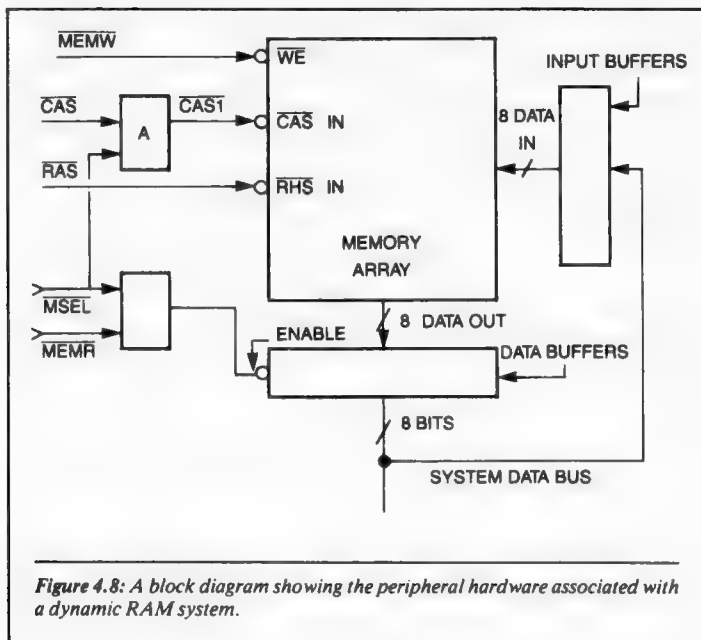 MEMW
WE
INPUT BUFFERS
CAS
A
CAS1
CAS IN
8 DATA
IN
RAS
RHS IN
MEMORY
ARRAY
MSEL
MEMR
8 DATA OUT
ENABLE
DATA BUFFERS
8 BITS
SYSTEM DATA BUS
Figure 4.8: A block diagram showing the peripheral hardware associated with
a dynamic RAM system.